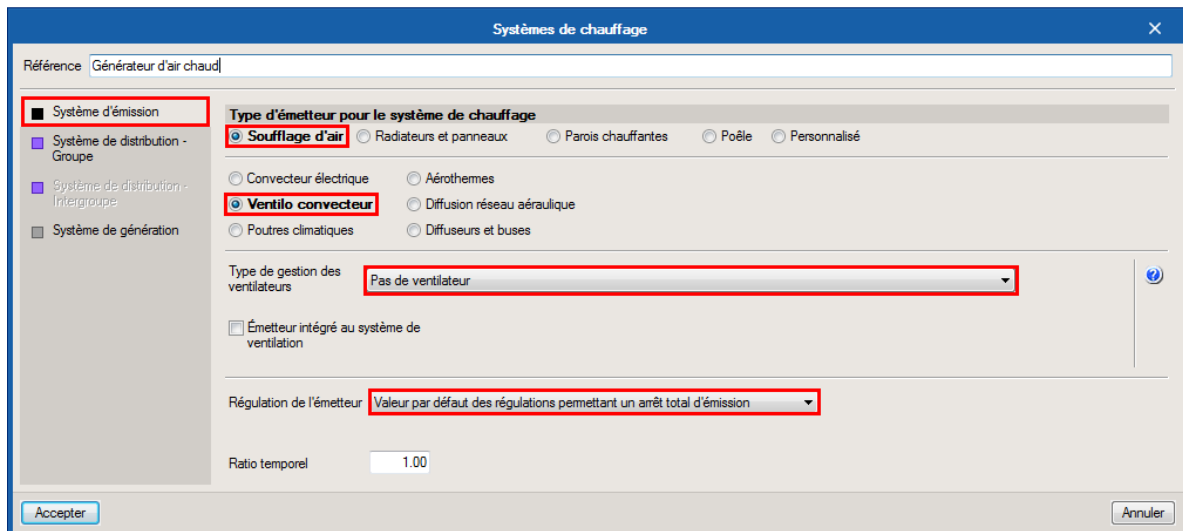 Systèmes de chauffage
Référence Générateur d'air chaud
Système d'émission
Système de distribution -
Groupe
Système de distribution -
Intergroupe
Système de génération
Type d'émetteur pour le système de chauffage
Soufflage d'air Radiateurs et panneaux Parois chauffantes Poêle Personnalisé
Convecteur électrique Aérothermes
Ventilo convecteur Diffusion réseau aéraulique
Poutres climatiques Diffuseurs et buses
Type de gestion des
ventilateurs
Pas de ventilateur
Émetteur intégré au système de
ventilation
Régulation de l'émetteur Valeur par défaut des régulations permettant un arrêt total d'émission
Ratio temporel 1.00
Accepter Annuler